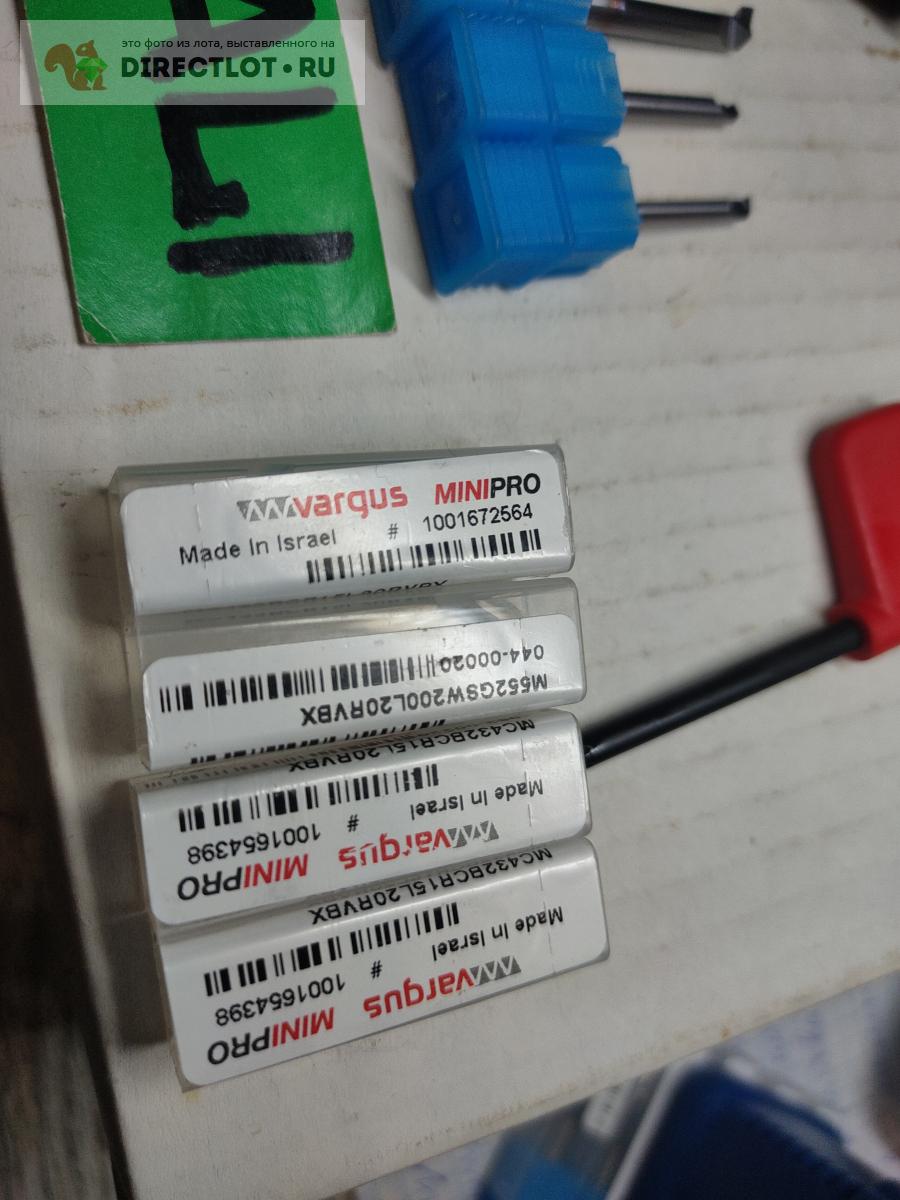 это фото из лота, выставленного на
DIRECTLOT•RU
ALI
vargus MINIPRO
Made In Israel # 1001672564
044-00020
M552GSW200L20RVBX
MC432BCR15L20RVBX
Made In Israel # 1001654398
vargus MINIPRO
MC432BCR15L20RVBX
Made In Israel # 1001654398
vargus MINIPRO